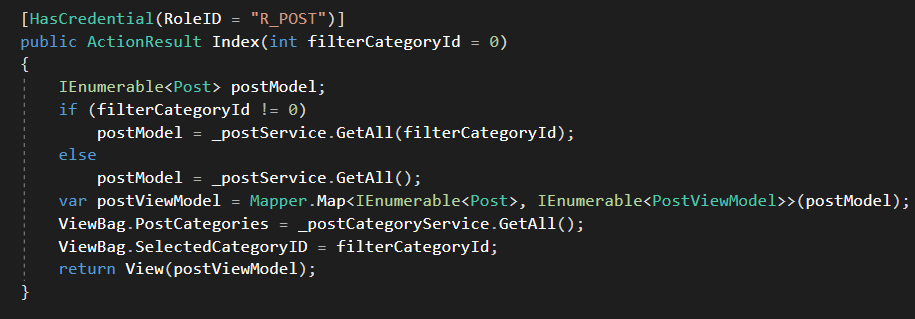 [HasCredential(RoleID = "R_POST")]
public ActionResult Index(int filterCategoryId = 0)
{
    IEnumerable<Post> postModel;
    if (filterCategoryId != 0)
        postModel = _postService.GetAll(filterCategoryId);
    else
        postModel = _postService.GetAll();
    var postViewModel = Mapper.Map<IEnumerable<Post>, IEnumerable<PostViewModel>>(postModel);
    ViewBag.PostCategories = _postCategoryService.GetAll();
    ViewBag.SelectedCategoryID = filterCategoryId;
    return View(postViewModel);
}